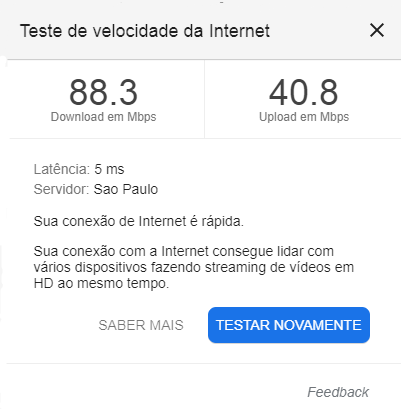 Teste de velocidade da Internet
88.3
Download em Mbps
40.8
Upload em Mbps
Latência: 5 ms
Servidor: Sao Paulo
Sua conexão de Internet é rápida.
Sua conexão com a Internet consegue lidar com
vários dispositivos fazendo streaming de vídeos em
HD ao mesmo tempo.
SABER MAIS
TESTAR NOVAMENTE
Feedback